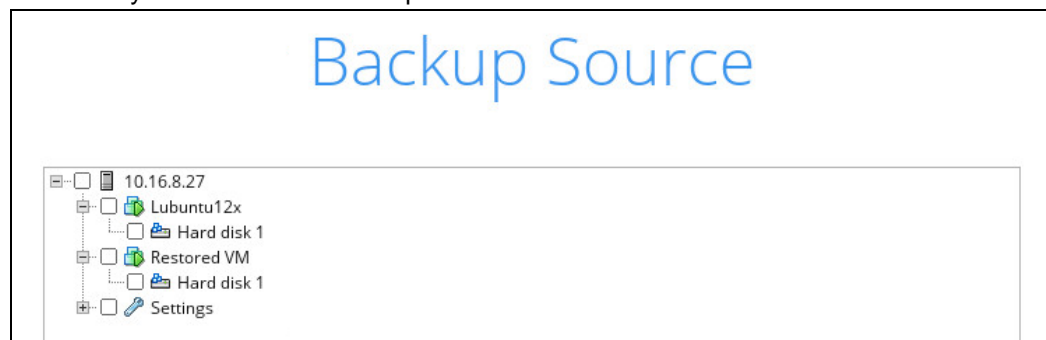 Backup Source
10.16.8.27
Lubuntu12x
Hard disk 1
Restored VM
Hard disk 1
Settings